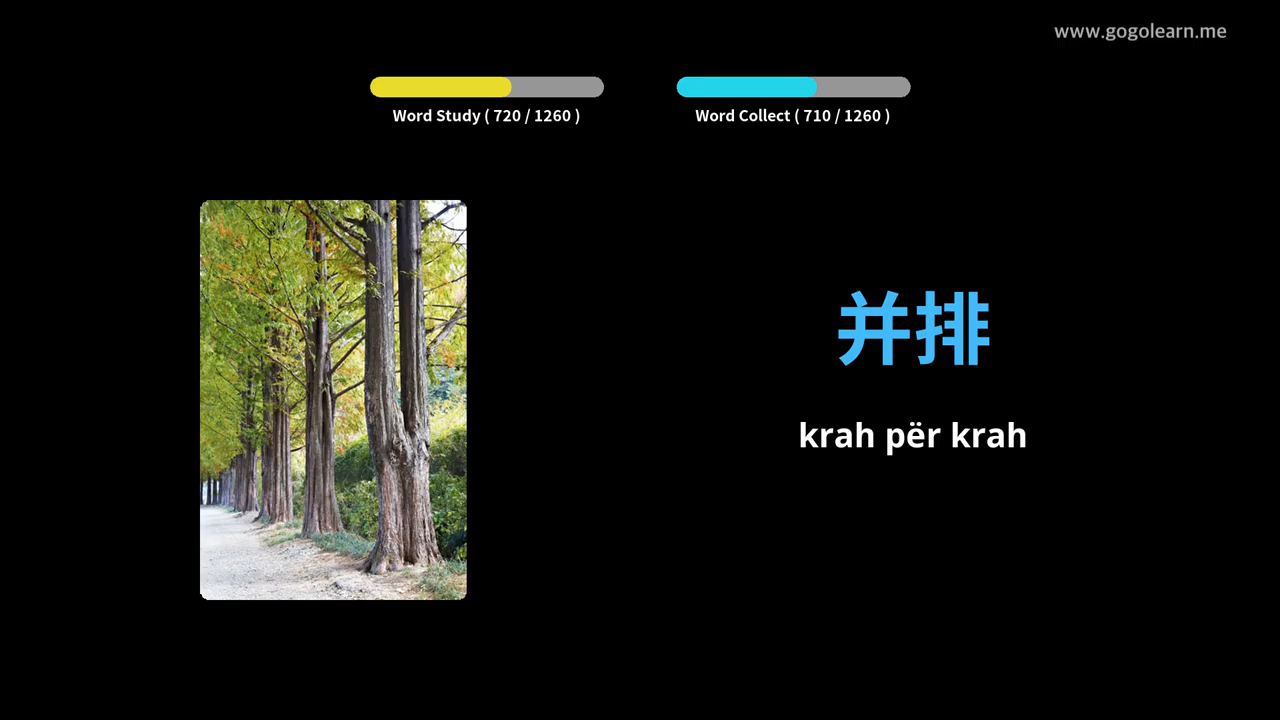 www.gogolearn.me
Word Study ( 720 / 1260 )
Word Collect ( 710 / 1260 )
并排
krah për krah